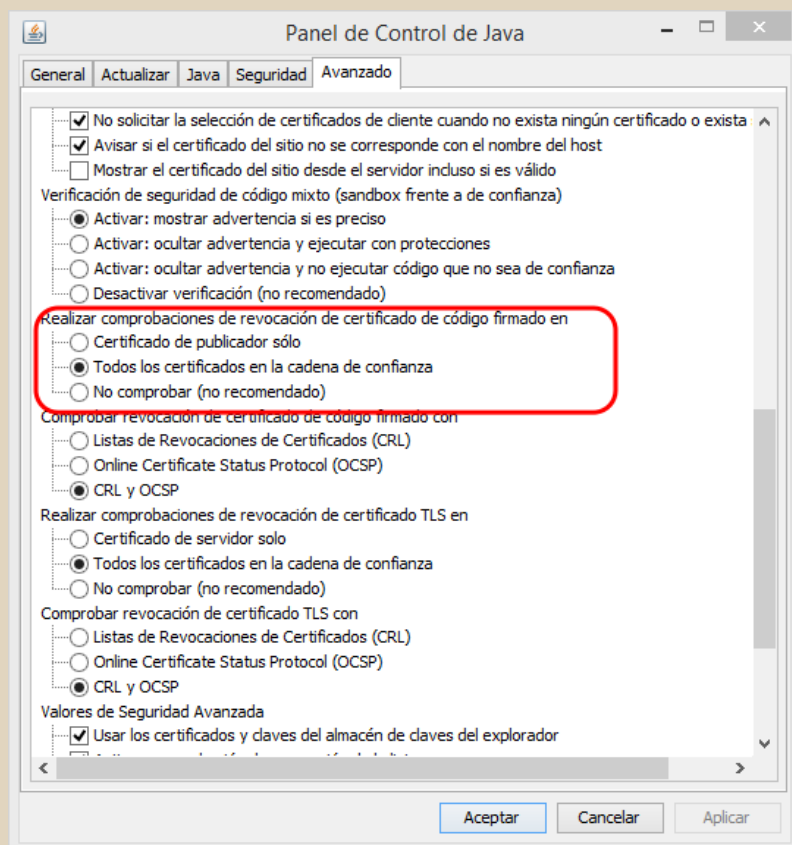 Panel de Control de Java
General Actualizar Java Seguridad Avanzado
No solicitar la selección de certificados de cliente cuando no exista ningún certificado o exista
Avisar si el certificado del sitio no se corresponde con el nombre del host
Mostrar el certificado del sitio desde el servidor incluso si es válido
Verificación de seguridad de código mixto (sandbox frente a de confianza)
Activar: mostrar advertencia si es preciso
Activar: ocultar advertencia y ejecutar con protecciones
Activar: ocultar advertencia y no ejecutar código que no sea de confianza
Desactivar verificación (no recomendado)
Realizar comprobaciones de revocación de certificado de código firmado en
Certificado de publicador sólo
Todos los certificados en la cadena de confianza
No comprobar (no recomendado)
Comprobar revocación de certificado de código firmado con
Listas de Revocaciones de Certificados (CRL)
Online Certificate Status Protocol (OCSP)
CRL y OCSP
Realizar comprobaciones de revocación de certificado TLS en
Certificado de servidor solo
Todos los certificados en la cadena de confianza
No comprobar (no recomendado)
Comprobar revocación de certificado TLS con
Listas de Revocaciones de Certificados (CRL)
Online Certificate Status Protocol (OCSP)
CRL y OCSP
Valores de Seguridad Avanzada
Usar los certificados y claves del almacén de claves del explorador
Aceptar Cancelar Aplicar